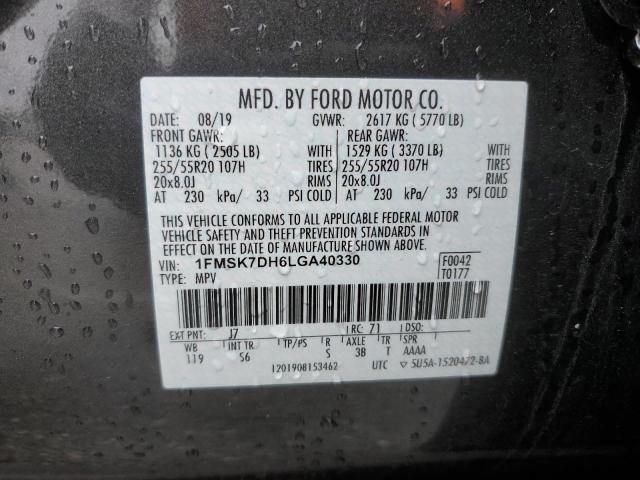 MFD. BY FORD MOTOR CO.
DATE: 08/19 GVWR: 2617 KG ( 5770 LB)
FRONT GAWR: REAR GAWR:
1136 KG ( 2505 LB) WITH 1529 KG ( 3370 LB) WITH
255/55R20 107H TIRES 255/55R20 107H TIRES
20x8.0J RIMS 20x8.0J RIMS
AT 230 kPa/ 33 PSI COLD AT 230 kPa/ 33 PSI COLD
THIS VEHICLE CONFORMS TO ALL APPLICABLE FEDERAL MOTOR
VEHICLE SAFETY AND THEFT PREVENTION STANDARDS IN
EFFECT ON THE DATE OF MANUFACTURE SHOWN ABOVE.
VIN: 1FMSK7DH6LGA40330 F0042
TYPE: MPV T0177
EXT PNT: J7 RC: 71 DSO:
WB INT TR TP/PS R AXLE TR SPR
119 S6 S 3B T AAAA
1201908153462 UTC ▽ SU5A-1520472-BA